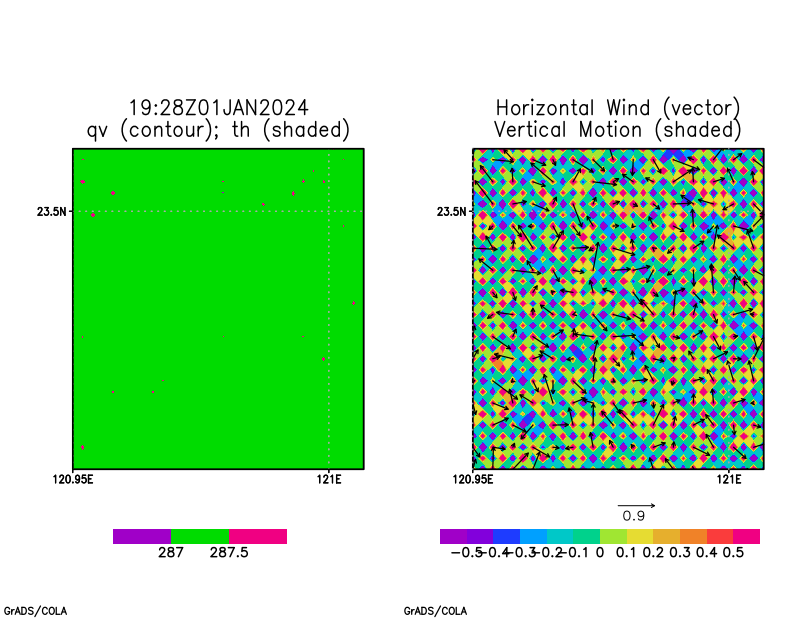 19:28Z01JAN2024
qv (contour); th (shaded)
23.5N
120.95E 121E
287 287.5
GrADS/COLA
Horizontal Wind (vector)
Vertical Motion (shaded)
23.5N
120.95E 121E
0.9
-0.5 -0.4 -0.3 -0.2 -0.1 0 0.1 0.2 0.3 0.4 0.5
GrADS/COLA